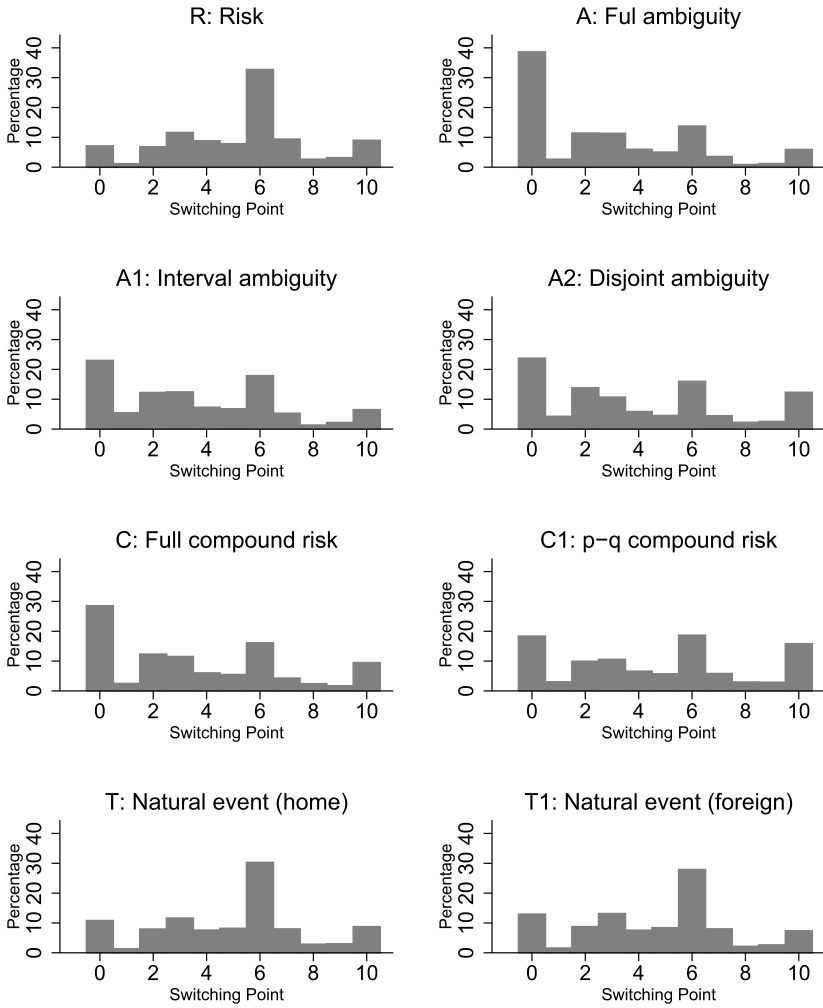 R: Risk
Percentage
0 10 20 30 40
0 2 4 6 8 10
Switching Point
A: Ful ambiguity
Percentage
0 10 20 30 40
0 2 4 6 8 10
Switching Point
A1: Interval ambiguity
Percentage
0 10 20 30 40
0 2 4 6 8 10
Switching Point
A2: Disjoint ambiguity
Percentage
0 10 20 30 40
0 2 4 6 8 10
Switching Point
C: Full compound risk
Percentage
0 10 20 30 40
0 2 4 6 8 10
Switching Point
C1: p−q compound risk
Percentage
0 10 20 30 40
0 2 4 6 8 10
Switching Point
T: Natural event (home)
Percentage
0 10 20 30 40
0 2 4 6 8 10
Switching Point
T1: Natural event (foreign)
Percentage
0 10 20 30 40
0 2 4 6 8 10
Switching Point